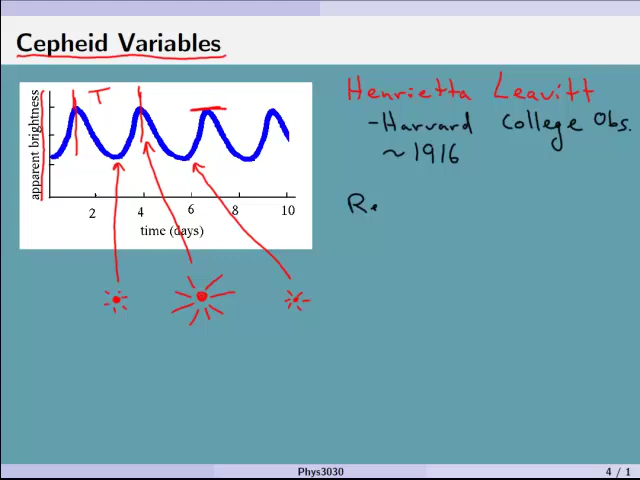 Cepheid Variables
apparent brightness
T
2 4 6 8 10
time (days)
Henrietta Leavitt
- Harvard College Obs.
~ 1916
Re
Phys3030
4 / 1